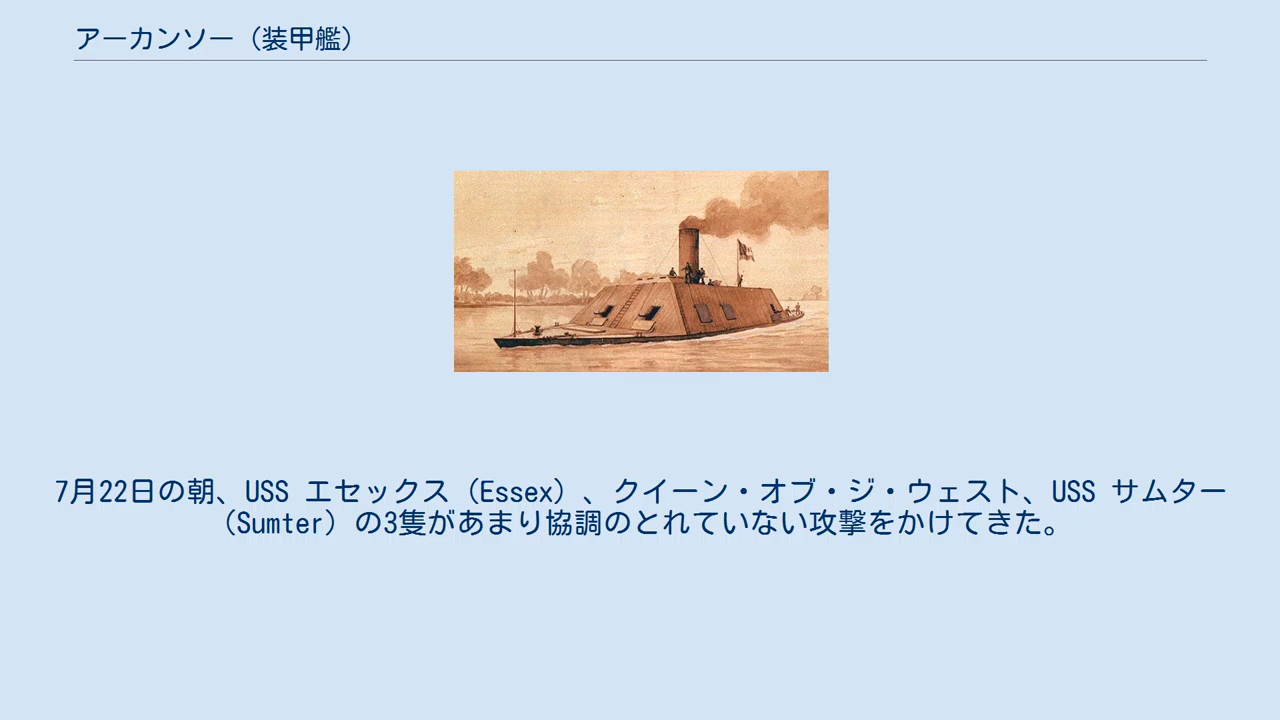 アーカンソー（装甲艦）
7月22日の朝、USS エセックス（Essex）、クイーン・オブ・ジ・ウェスト、USS サムター
（Sumter）の3隻があまり協調のとれていない攻撃をかけてきた。